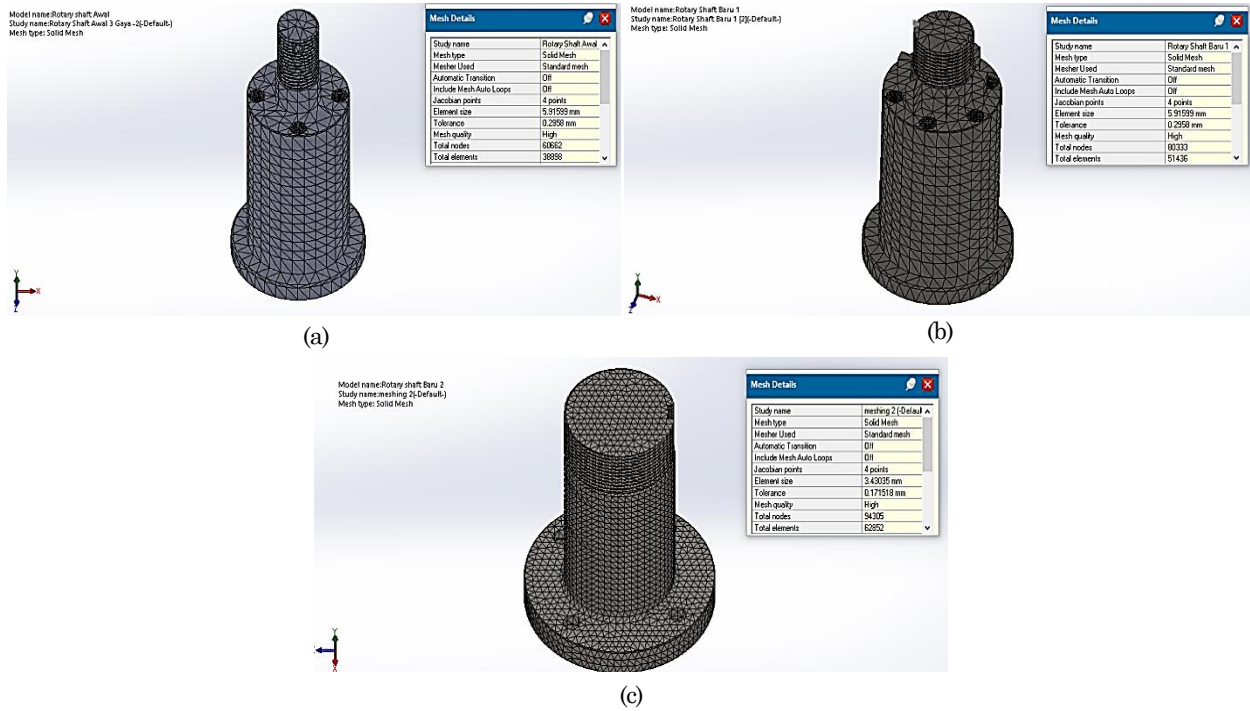 Model name:Rotary shaft Awal
Study name:Rotary Shaft Awal 3 Gaya -2(-Default-)
Mesh type: Solid Mesh
Mesh Details
Study name Rotary Shaft Awal
Mesh type Solid Mesh
Mesher Used Standard mesh
Automatic Transition Off
Include Mesh Auto Loops Off
Jacobian points 4 points
Element size 5.91599 mm
Tolerance 0.2958 mm
Mesh quality High
Total nodes 60662
Total elements 38898
Y
X
Z
(a)
Model name:Rotary Shaft Baru 1
Study name:Rotary Shaft Baru 1 [2](-Default-)
Mesh type: Solid Mesh
Mesh Details
Study name Rotary Shaft Baru 1
Mesh type Solid Mesh
Mesher Used Standard mesh
Automatic Transition Off
Include Mesh Auto Loops Off
Jacobian points 4 points
Element size 5.91599 mm
Tolerance 0.2958 mm
Mesh quality High
Total nodes 80333
Total elements 51436
Y
X
Z
(b)
Model name:Rotary shaft Baru 2
Study name:meshing 2(-Default-)
Mesh type: Solid Mesh
Mesh Details
Study name meshing 2 (-Defaul
Mesh type Solid Mesh
Mesher Used Standard mesh
Automatic Transition Off
Include Mesh Auto Loops Off
Jacobian points 4 points
Element size 3.43035 mm
Tolerance 0.171518 mm
Mesh quality High
Total nodes 94305
Total elements 62852
Y
X
(c)